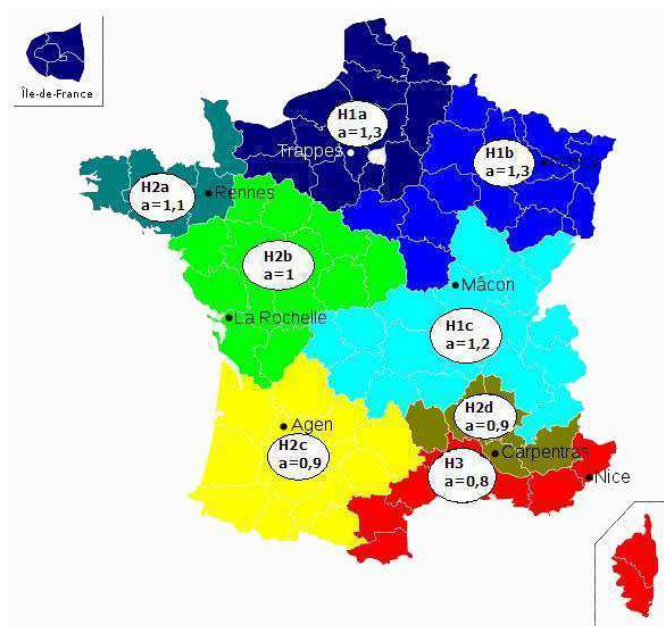 Île-de-France
H1a
a=1,3
Trappes
H1b
a=1,3
H2a
a=1,1
Rennes
H2b
a=1
Mâcon
La Rochelle
H1c
a=1,2
H2d
a=0,9
Agen
H2c
a=0,9
Carpentras
H3
a=0,8
Nice